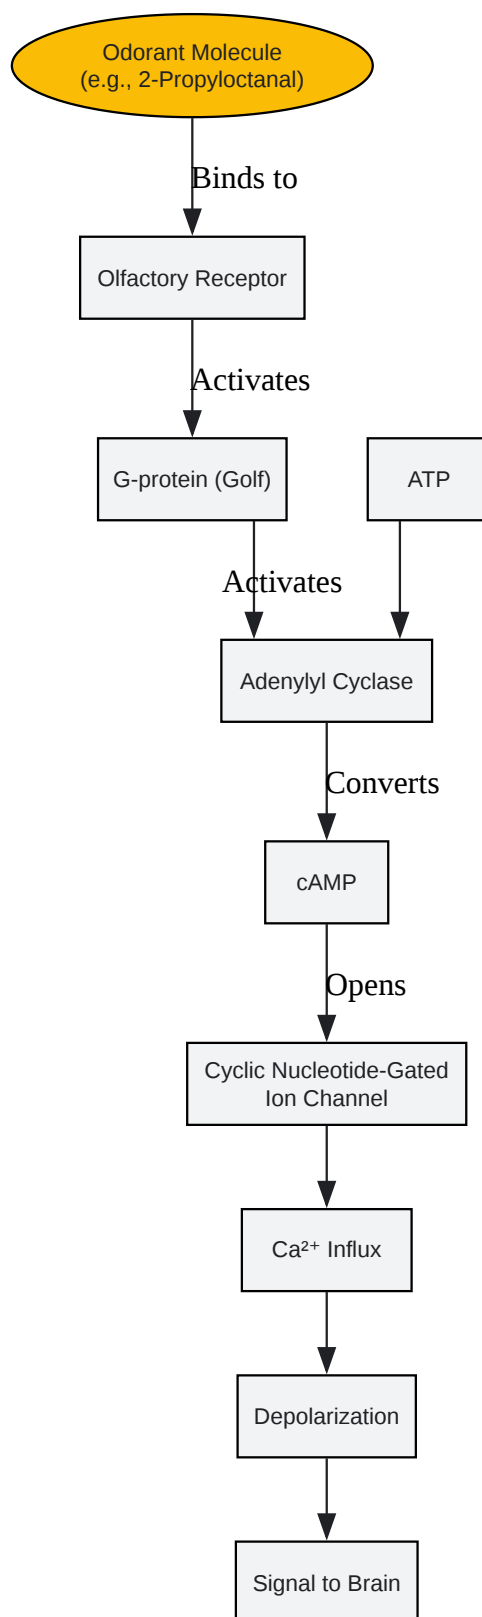 Odorant Molecule
(e.g., 2-Propyloctanal)
Binds to
Olfactory Receptor
Activates
G-protein (Golf)
ATP
Activates
Adenylyl Cyclase
Converts
cAMP
Opens
Cyclic Nucleotide-Gated
Ion Channel
Ca²⁺ Influx
Depolarization
Signal to Brain